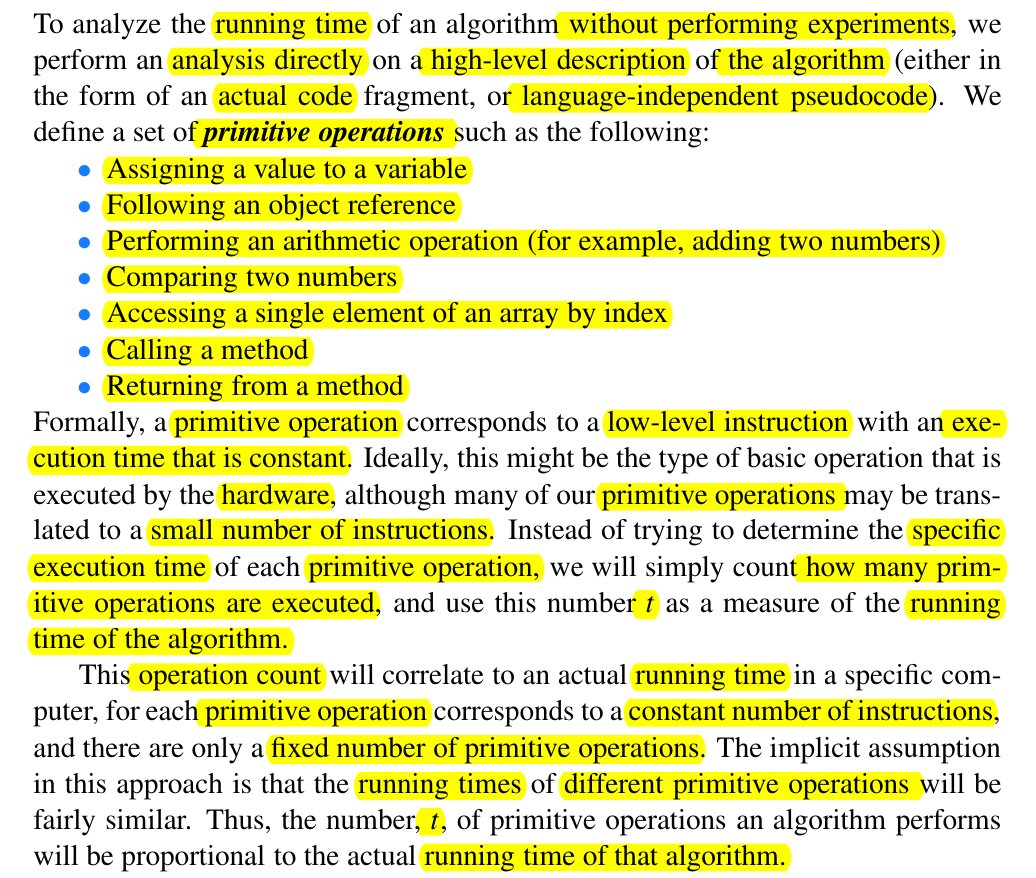 To analyze the running time of an algorithm without performing experiments, we
perform an analysis directly on a high-level description of the algorithm (either in
the form of an actual code fragment, or language-independent pseudocode). We
define a set of primitive operations such as the following:
• Assigning a value to a variable
• Following an object reference
• Performing an arithmetic operation (for example, adding two numbers)
• Comparing two numbers
• Accessing a single element of an array by index
• Calling a method
• Returning from a method
Formally, a primitive operation corresponds to a low-level instruction with an exe-
cution time that is constant. Ideally, this might be the type of basic operation that is
executed by the hardware, although many of our primitive operations may be trans-
lated to a small number of instructions. Instead of trying to determine the specific
execution time of each primitive operation, we will simply count how many prim-
itive operations are executed, and use this number t as a measure of the running
time of the algorithm.
This operation count will correlate to an actual running time in a specific com-
puter, for each primitive operation corresponds to a constant number of instructions,
and there are only a fixed number of primitive operations. The implicit assumption
in this approach is that the running times of different primitive operations will be
fairly similar. Thus, the number, t, of primitive operations an algorithm performs
will be proportional to the actual running time of that algorithm.